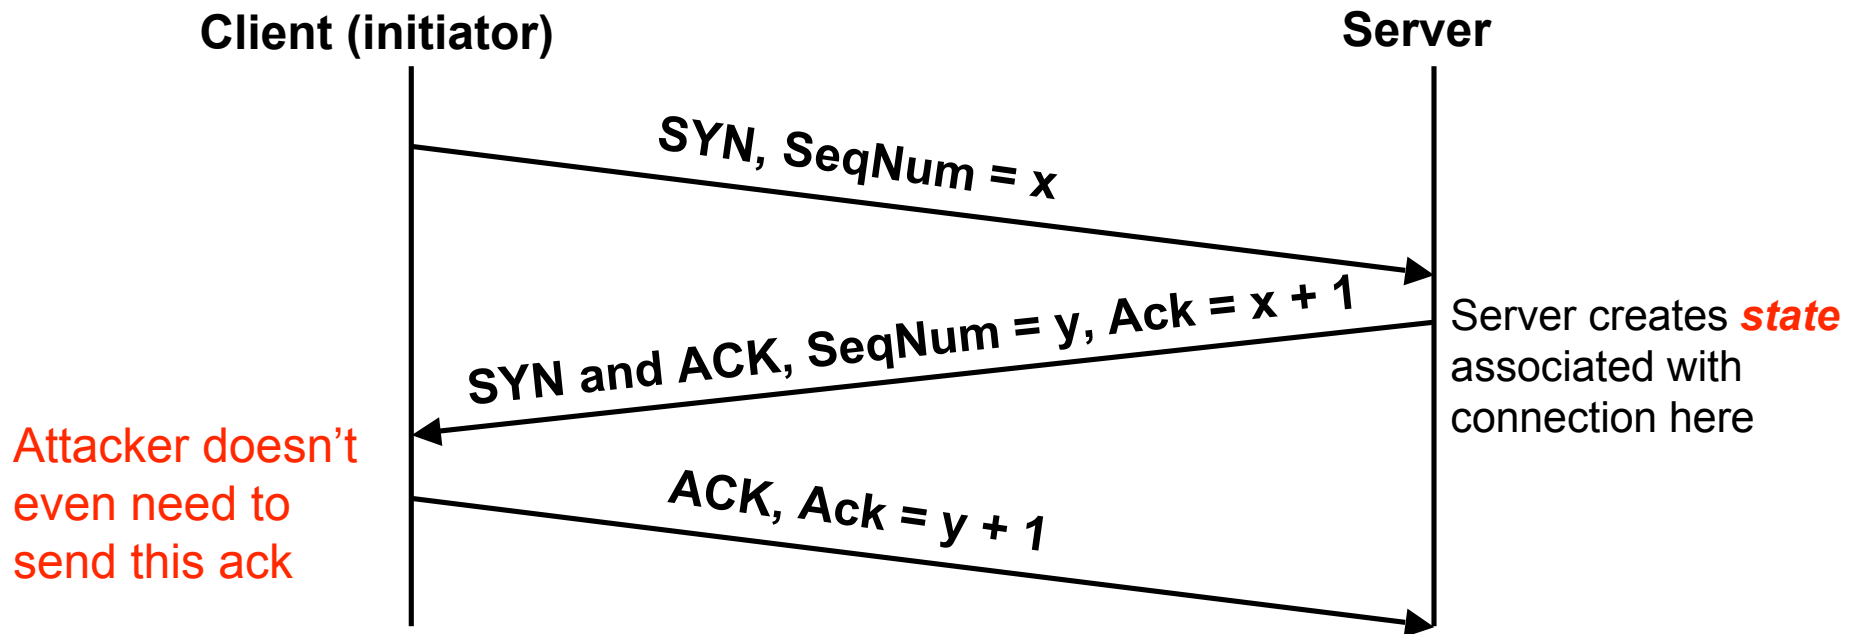 Client (initiator)
Server
SYN, SeqNum = x
SYN and ACK, SeqNum = y, Ack = x + 1
Server creates state
associated with
connection here
Attacker doesn't
even need to
send this ack
ACK, Ack = y + 1